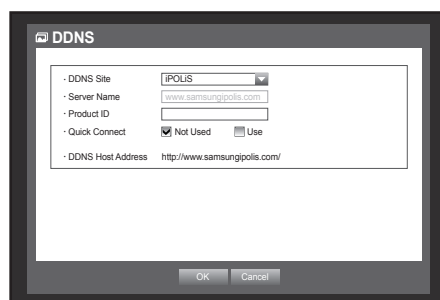 DDNS
· DDNS Site iPOLiS
· Server Name www.samsungipolis.com
· Product ID
· Quick Connect Not Used Use
· DDNS Host Address http://www.samsungipolis.com/
OK Cancel